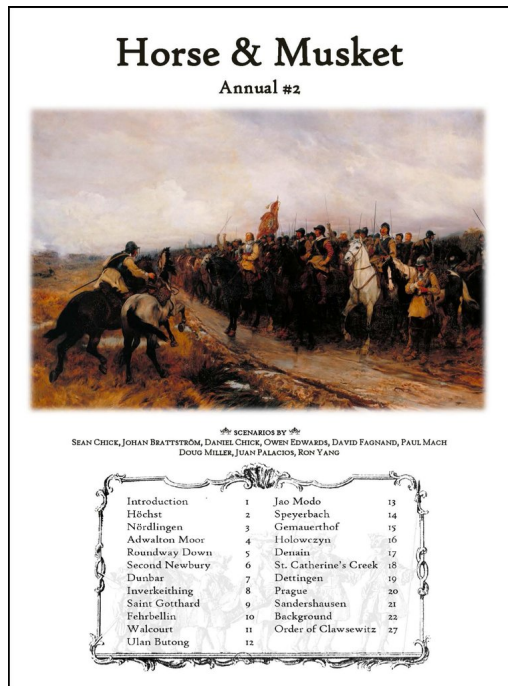 Horse & Musket
Annual #2
SCENARIOS BY
SEAN CHICK, JOHAN BRATTSTRÖM, DANIEL CHICK, OWEN EDWARDS, DAVID FAGNAND, PAUL MACH
DOUG MILLER, JUAN PALACIOS, RON YANG
Introduction 1
Höchst 2
Nördlingen 3
Adwalton Moor 4
Roundway Down 5
Second Newbury 6
Dunbar 7
Inverkeithing 8
Saint Gotthard 9
Fehrbellin 10
Walcourt 11
Ulan Butong 12
Jao Modo 13
Speyerbach 14
Gemauerthof 15
Holowczyn 16
Denain 17
St. Catherine's Creek 18
Dettingen 19
Prague 20
Sandershausen 21
Background 22
Order of Clawsewitz 27